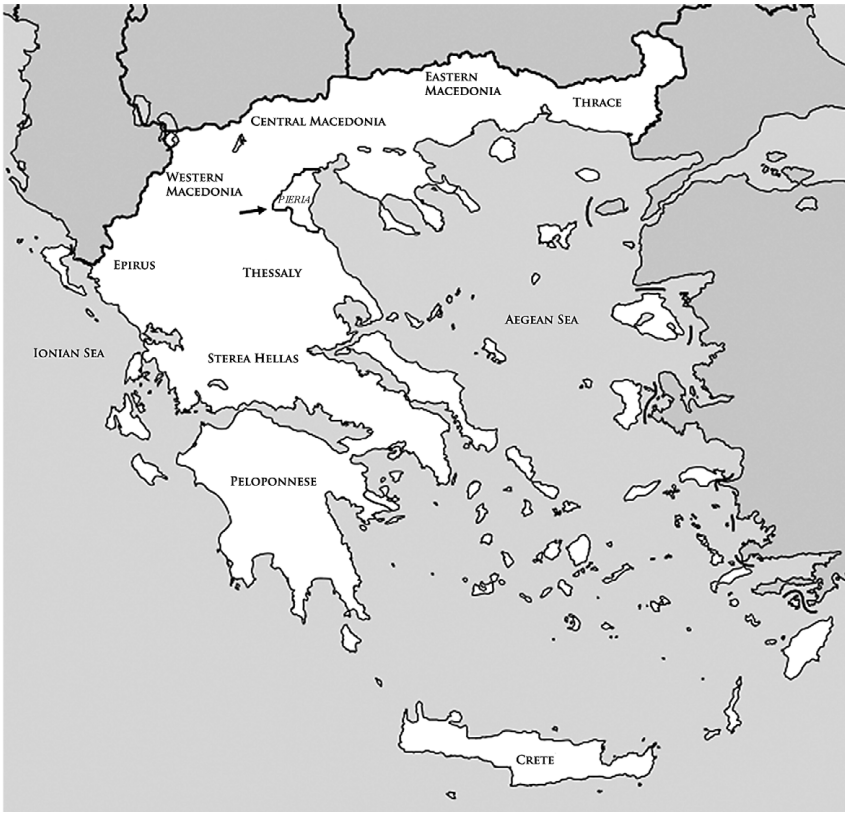 EASTERN
MACEDONIA
THRACE
CENTRAL MACEDONIA
WESTERN
MACEDONIA
PIERIA
EPIRUS
THESSALY
AEGEAN SEA
IONIAN SEA
STEREA HELLAS
PELOPONNESE
CRETE